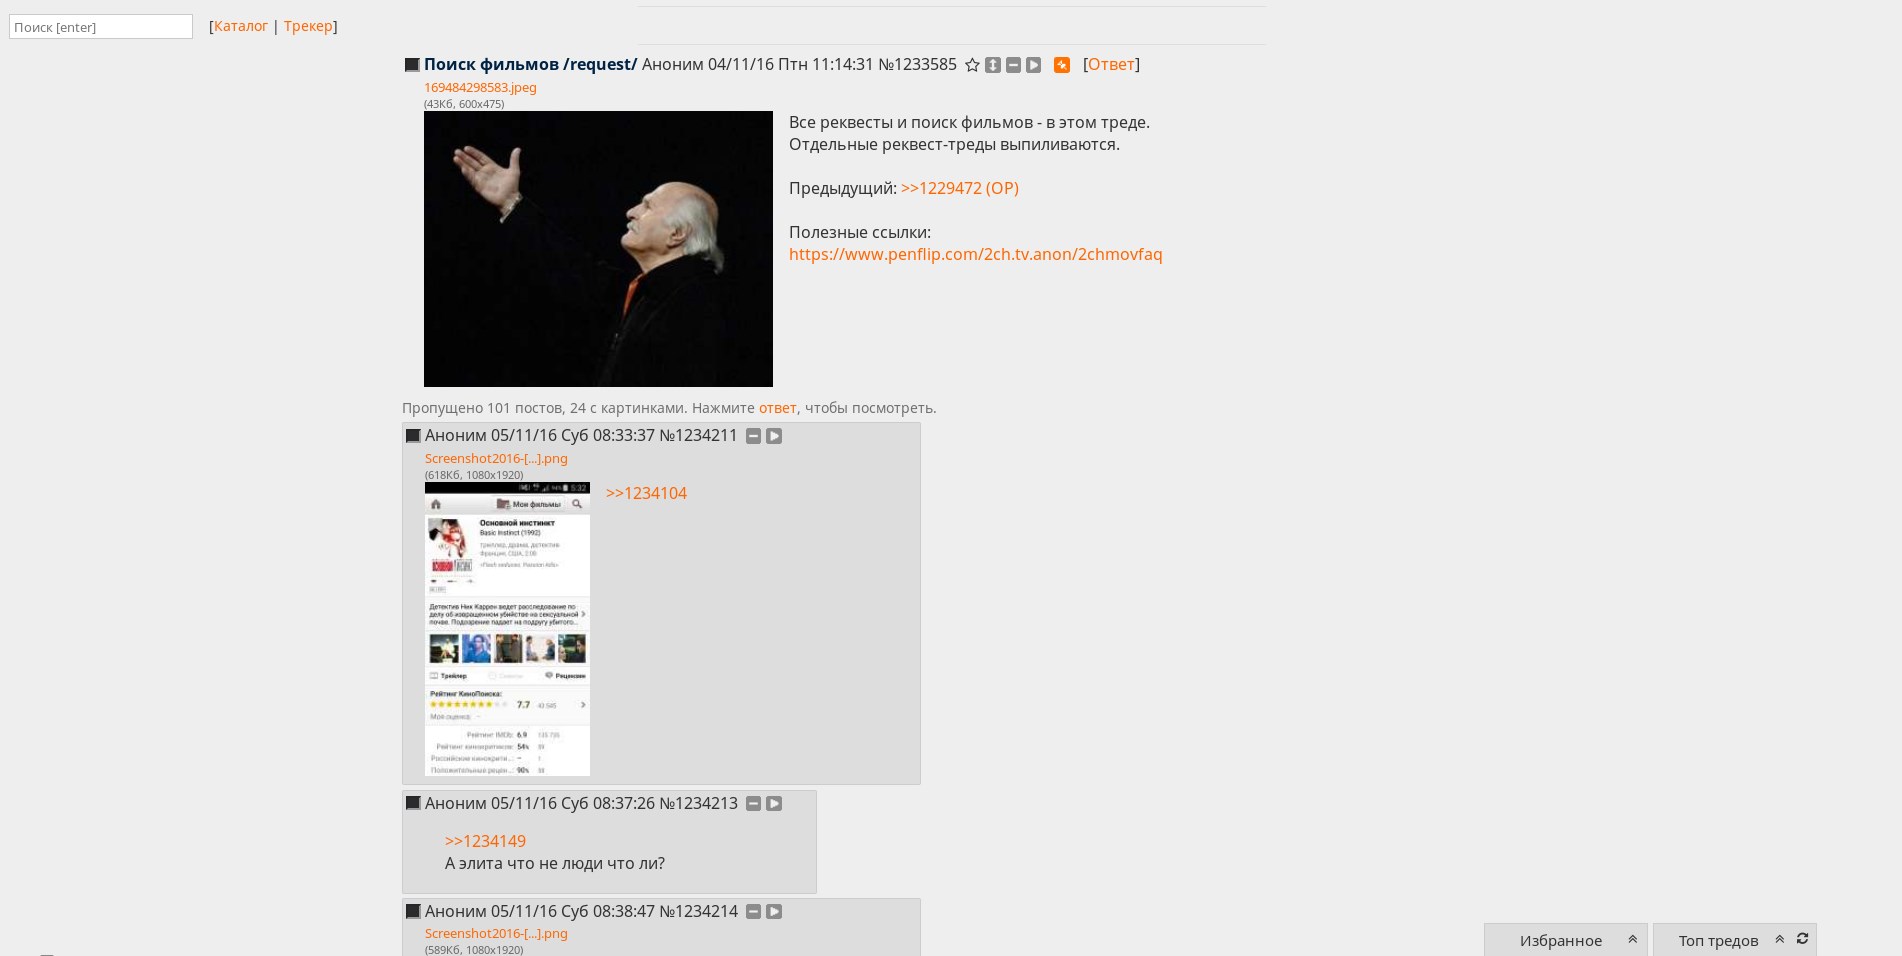 Поиск [enter]
[Каталог | Трекер]
Поиск фильмов /request/ Аноним 04/11/16 Птн 11:14:31 №1233585 [Ответ]
169484298583.jpeg
(43Кб, 600x475)
Все реквесты и поиск фильмов - в этом треде.
Отдельные реквест-треды выпиливаются.
Предыдущий: >>1229472 (OP)
Полезные ссылки:
https://www.penflip.com/2ch.tv.anon/2chmovfaq
Пропущено 101 постов, 24 с картинками. Нажмите ответ, чтобы посмотреть.
Аноним 05/11/16 Суб 08:33:37 №1234211
Screenshot2016-[...].png
(618Кб, 1080x1920)
>>1234104
5:32
Мои фильмы
Основной инстинкт
Basic Instinct (1992)
триллер, драма, детектив
Франция, США, 2:08
Детектив Ник Каррен ведет расследование по
делу об извращенном убийстве на сексуальной
почве. Подозрение падает на подругу убитого...
Трейлер
Рецензии
Рейтинг КиноПоиска:
7.7 43 545
Моя оценка: –
Рейтинг IMDb: 6.9
Рейтинг кинокритиков: 54%
Российские кинокрити...: –
Положительные рецен...: 90%
Аноним 05/11/16 Суб 08:37:26 №1234213
>>1234149
А элита что не люди что ли?
Аноним 05/11/16 Суб 08:38:47 №1234214
Screenshot2016-[...].png
(589Кб, 1080x1920)
Избранное
Топ тредов